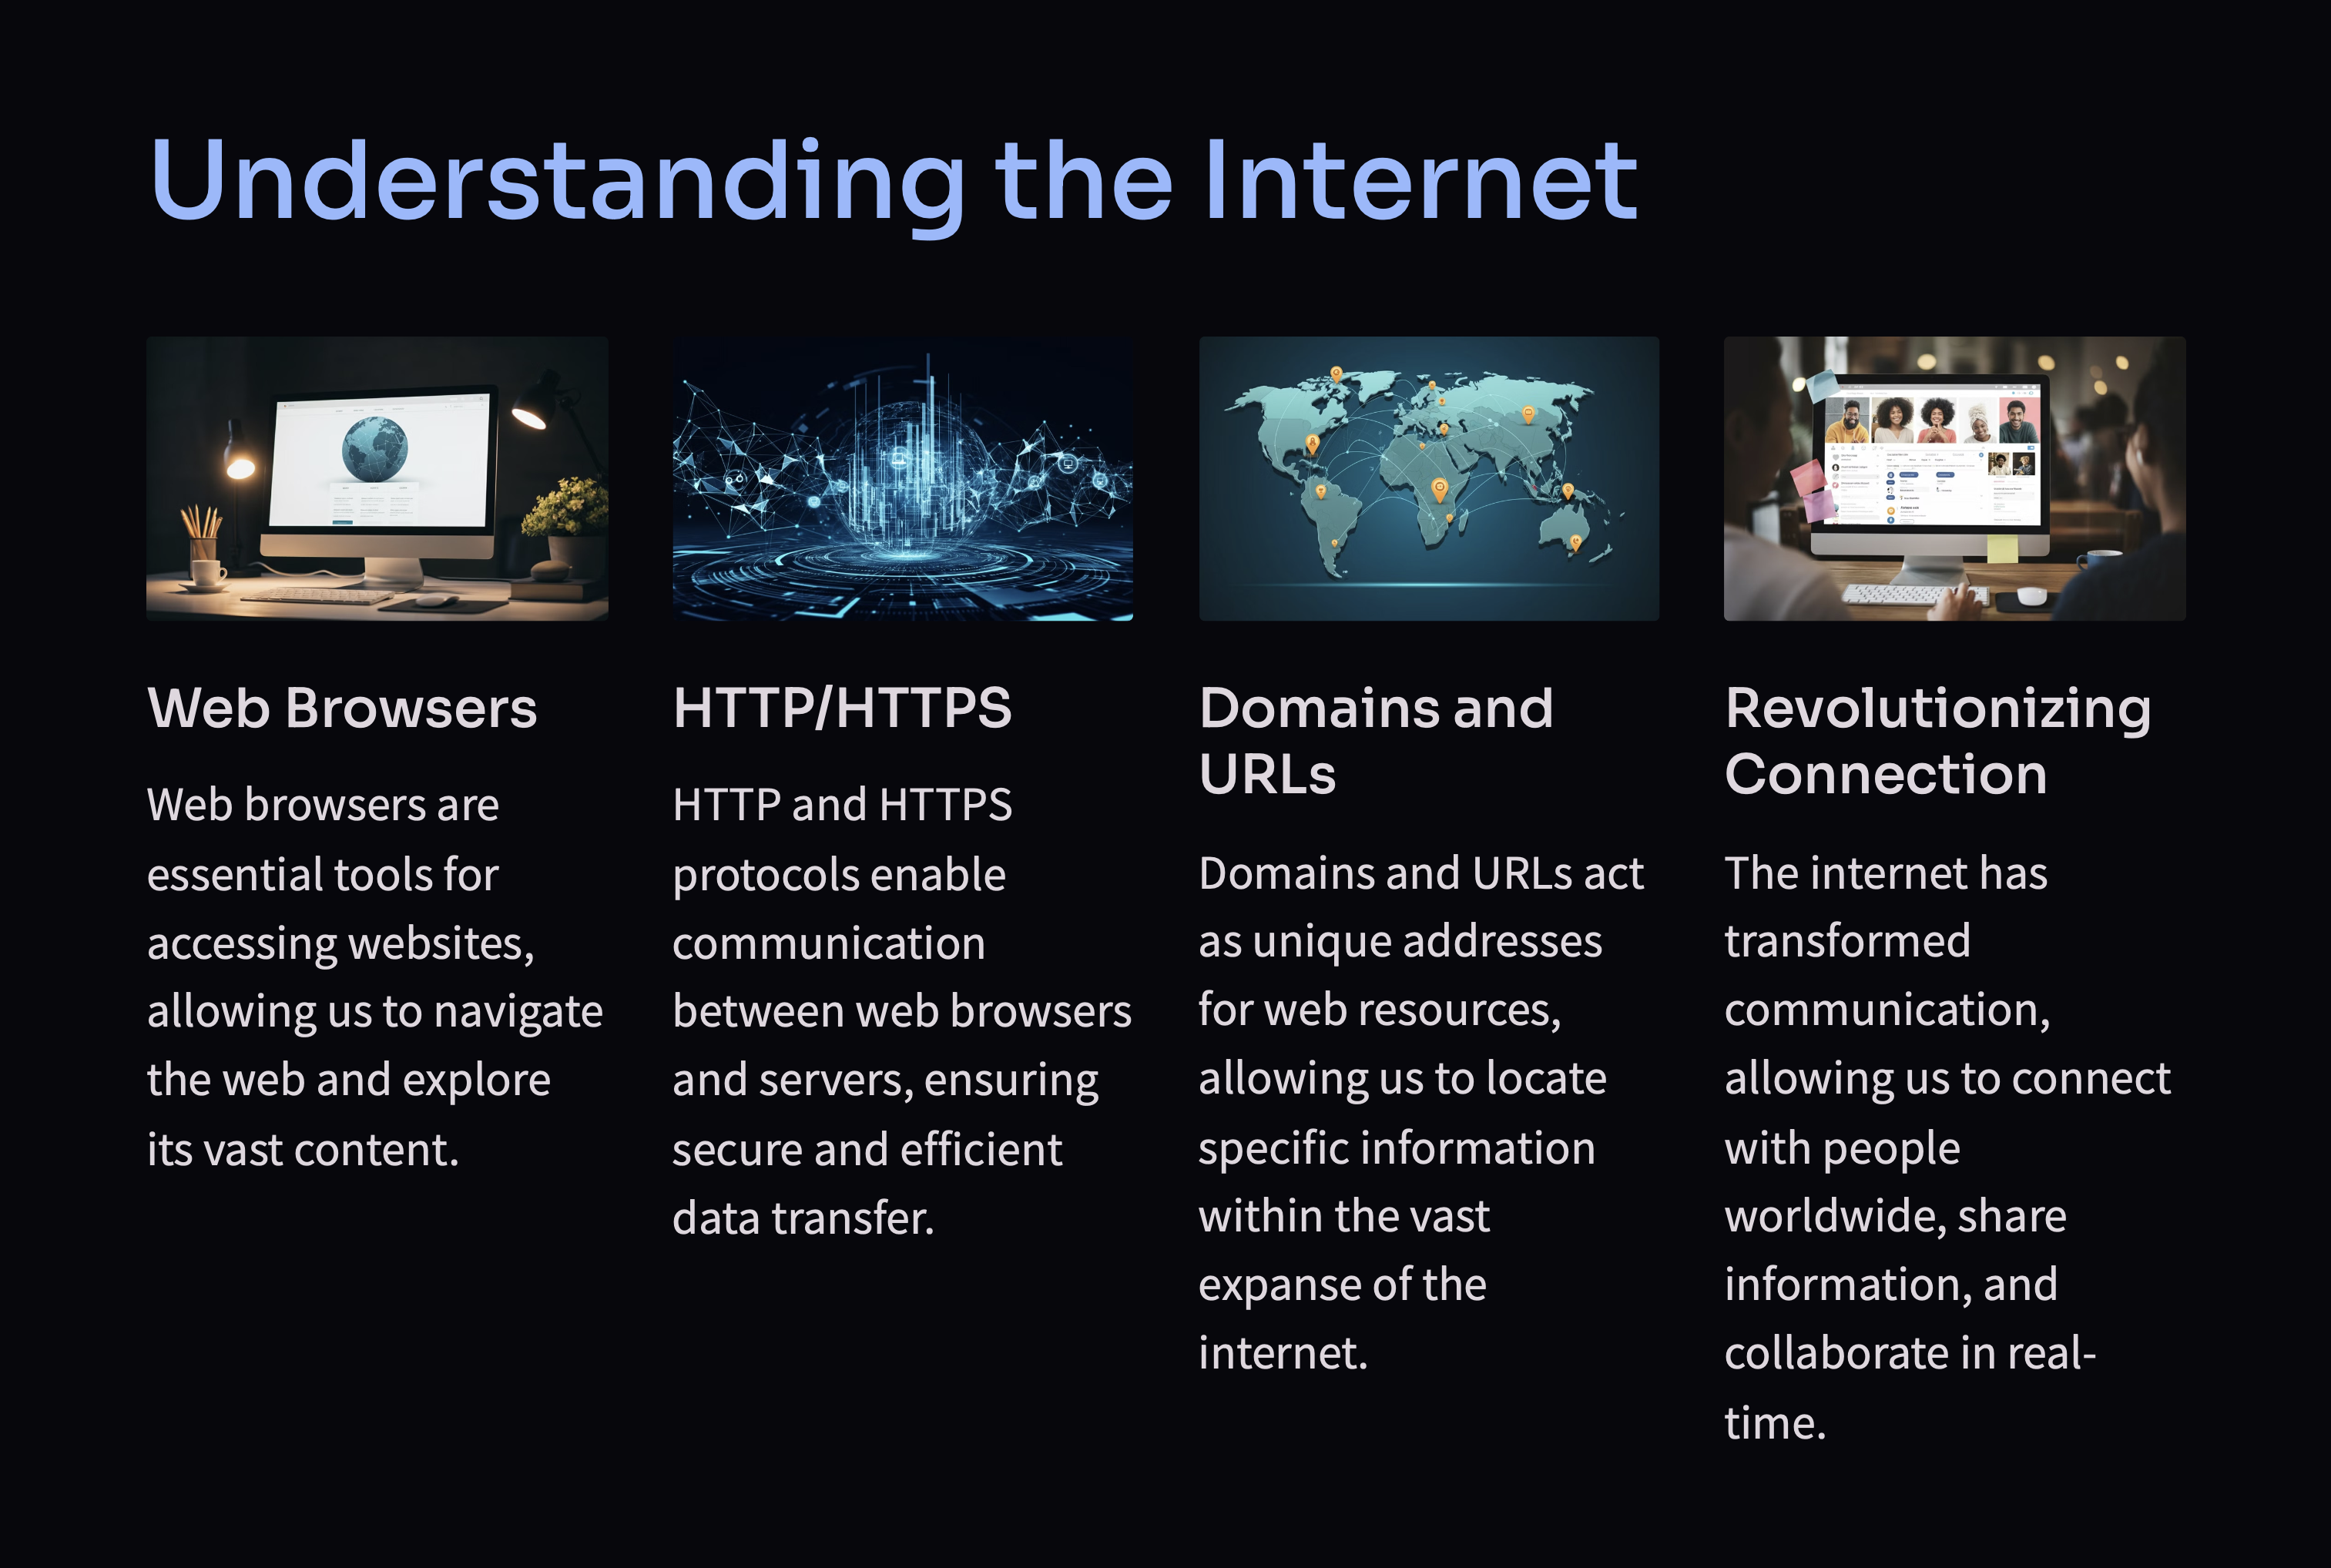 Understanding the Internet
Web Browsers
Web browsers are
essential tools for
accessing websites,
allowing us to navigate
the web and explore
its vast content.
HTTP/HTTPS
HTTP and HTTPS
protocols enable
communication
between web browsers
and servers, ensuring
secure and efficient
data transfer.
Domains and
URLs
Domains and URLs act
as unique addresses
for web resources,
allowing us to locate
specific information
within the vast
expanse of the
internet.
Revolutionizing
Connection
The internet has
transformed
communication,
allowing us to connect
with people
worldwide, share
information, and
collaborate in real-
time.